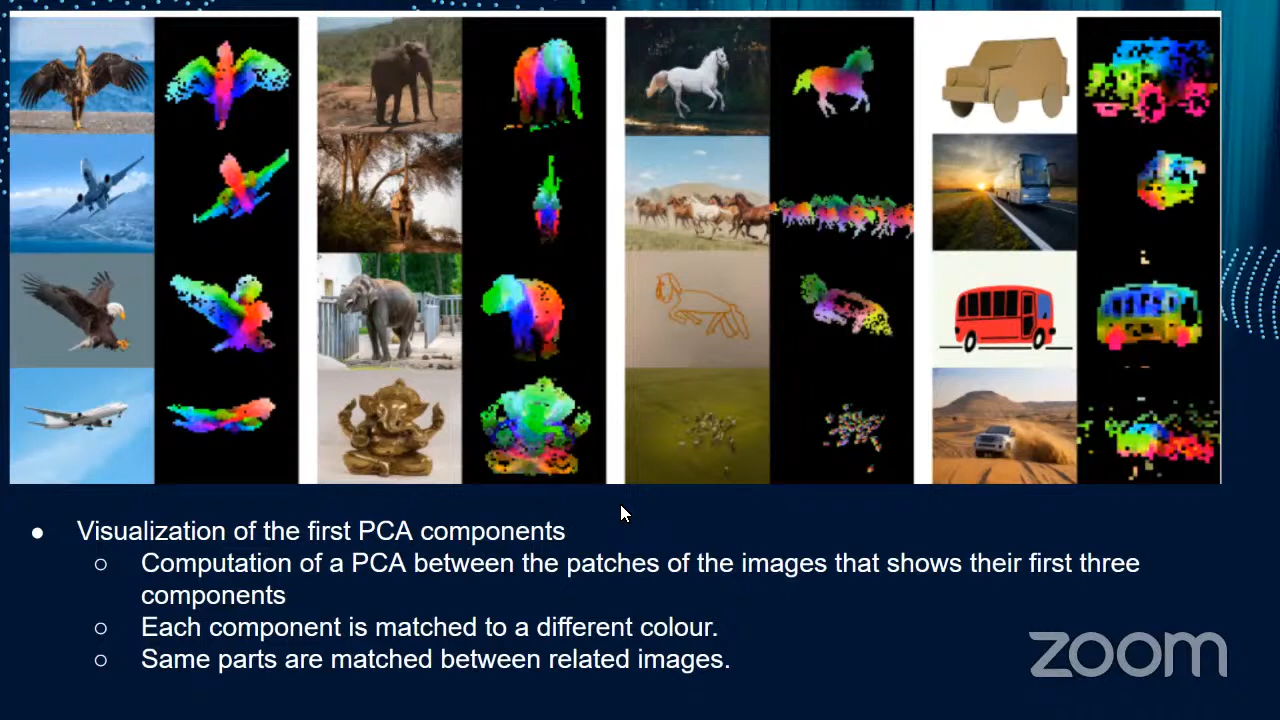 Visualization of the first PCA components
Computation of a PCA between the patches of the images that shows their first three
components
Each component is matched to a different colour.
Same parts are matched between related images.
zoom